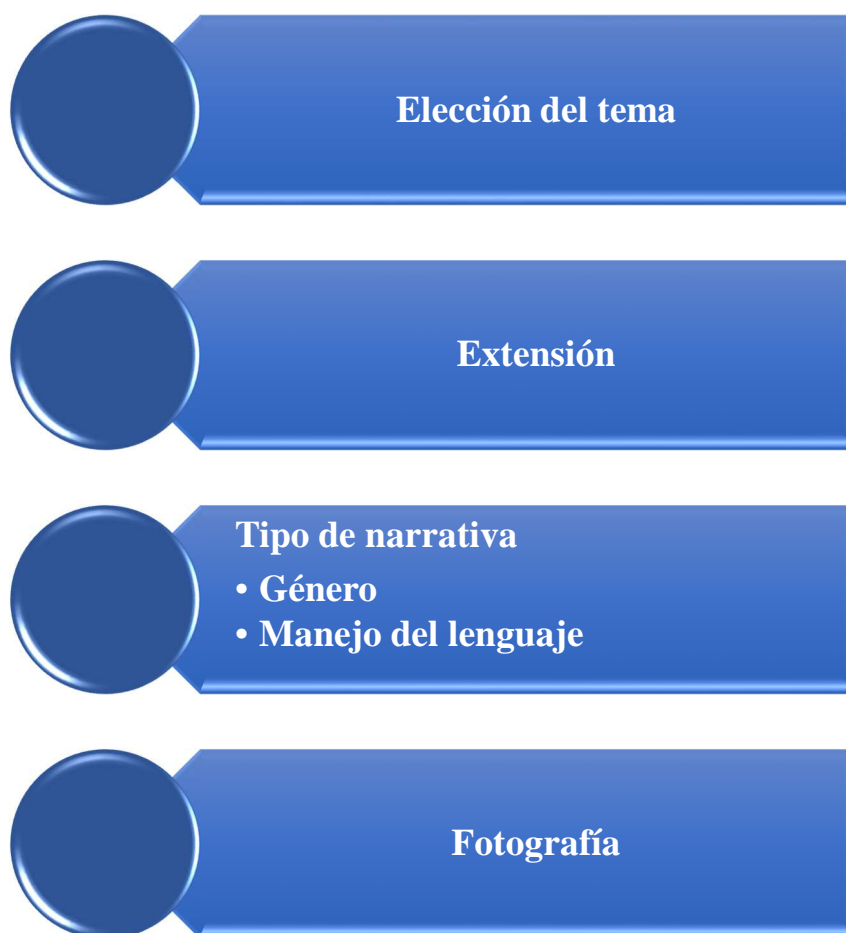 Elección del tema
Extensión
Tipo de narrativa
• Género
• Manejo del lenguaje
Fotografía